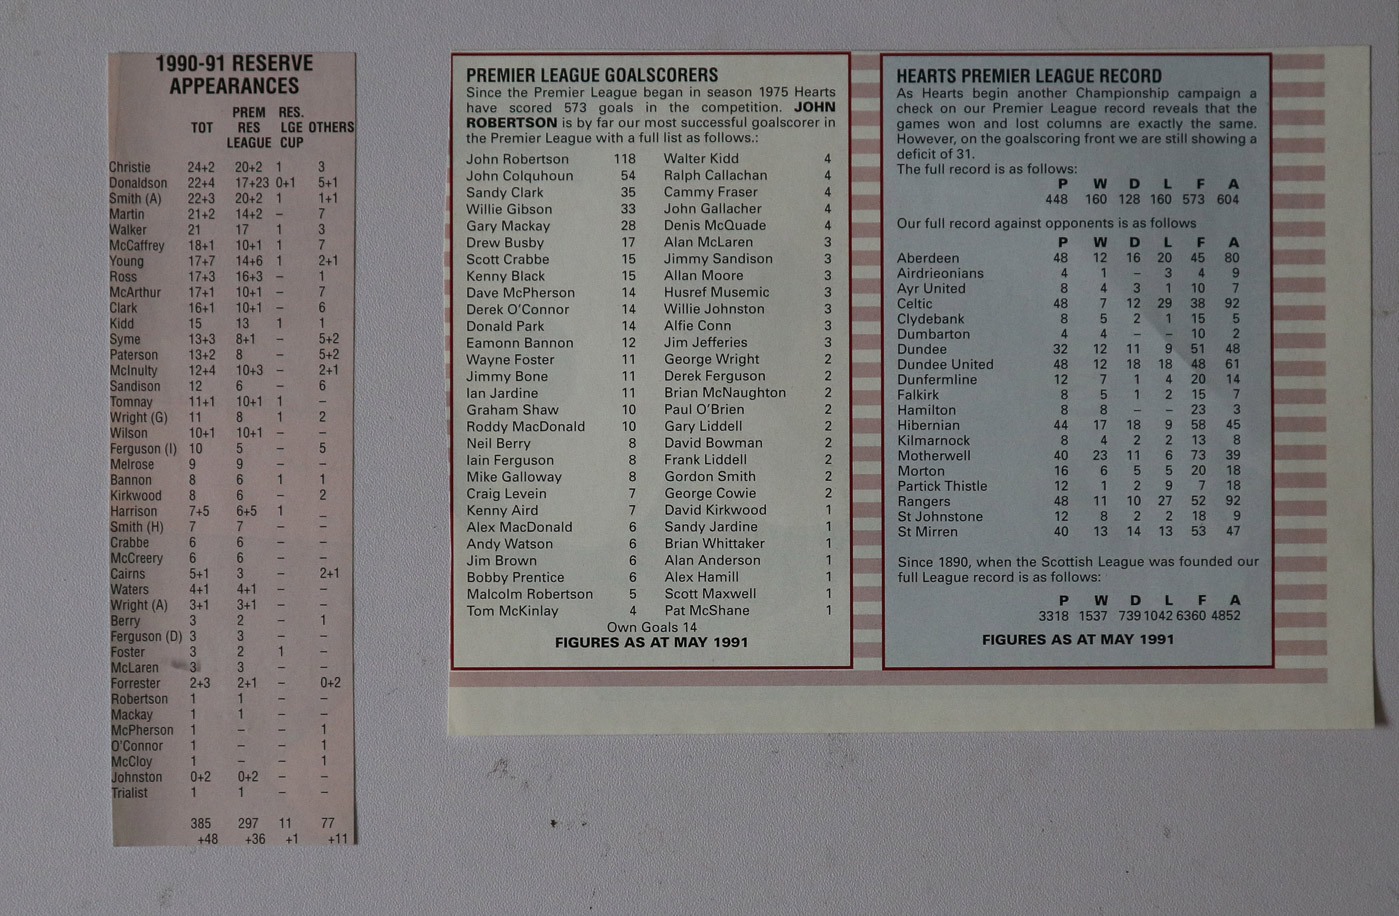 1990-91 RESERVE
APPEARANCES
TOT PREM RES LEAGUE RES. LGE CUP OTHERS
Christie 24+2 20+2 1 3
Donaldson 22+4 17+23 0+1 5+1
Smith (A) 22+3 20+2 1 1+1
Martin 21+2 14+2 – 7
Walker 21 17 1 3
McCaffrey 18+1 10+1 1 7
Young 17+7 14+6 1 2+1
Ross 17+3 16+3 – 1
McArthur 17+1 10+1 – 7
Clark 16+1 10+1 – 6
Kidd 15 13 1 1
Syme 13+3 8+1 – 5+2
Paterson 13+2 8 – 5+2
McInulty 12+4 10+3 – 2+1
Sandison 12 6 – 6
Tomnay 11+1 10+1 1 –
Wright (G) 11 8 1 2
Wilson 10+1 10+1 – –
Ferguson (I) 10 5 – 5
Melrose 9 9 – –
Bannon 8 6 1 1
Kirkwood 8 6 – 2
Harrison 7+5 6+5 1 _
Smith (H) 7 7 – –
Crabbe 6 6 – –
McCreery 6 6 – –
Cairns 5+1 3 – 2+1
Waters 4+1 4+1 – –
Wright (A) 3+1 3+1 – –
Berry 3 2 – 1
Ferguson (D) 3 3 – –
Foster 3 2 1 –
McLaren 3 3 – –
Forrester 2+3 2+1 – 0+2
Robertson 1 1 – –
Mackay 1 1 – –
McPherson 1 – – 1
O'Connor 1 – – 1
McCloy 1 – – 1
Johnston 0+2 0+2 – –
Trialist 1 1 – –
385 297 11 77
+48 +36 +1 +11
PREMIER LEAGUE GOALSCORERS
Since the Premier League began in season 1975 Hearts
have scored 573 goals in the competition. JOHN
ROBERTSON is by far our most successful goalscorer in
the Premier League with a full list as follows.:
John Robertson 118 Walter Kidd 4
John Colquhoun 54 Ralph Callachan 4
Sandy Clark 35 Cammy Fraser 4
Willie Gibson 33 John Gallacher 4
Gary Mackay 28 Denis McQuade 4
Drew Busby 17 Alan McLaren 3
Scott Crabbe 15 Jimmy Sandison 3
Kenny Black 15 Allan Moore 3
Dave McPherson 14 Husref Musemic 3
Derek O'Connor 14 Willie Johnston 3
Donald Park 14 Alfie Conn 3
Eamonn Bannon 12 Jim Jefferies 3
Wayne Foster 11 George Wright 2
Jimmy Bone 11 Derek Ferguson 2
Ian Jardine 11 Brian McNaughton 2
Graham Shaw 10 Paul O'Brien 2
Roddy MacDonald 10 Gary Liddell 2
Neil Berry 8 David Bowman 2
Iain Ferguson 8 Frank Liddell 2
Mike Galloway 8 Gordon Smith 2
Craig Levein 7 George Cowie 2
Kenny Aird 7 David Kirkwood 1
Alex MacDonald 6 Sandy Jardine 1
Andy Watson 6 Brian Whittaker 1
Jim Brown 6 Alan Anderson 1
Bobby Prentice 6 Alex Hamill 1
Malcolm Robertson 5 Scott Maxwell 1
Tom McKinlay 4 Pat McShane 1
Own Goals 14
FIGURES AS AT MAY 1991
HEARTS PREMIER LEAGUE RECORD
As Hearts begin another Championship campaign a
check on our Premier League record reveals that the
games won and lost columns are exactly the same.
However, on the goalscoring front we are still showing a
deficit of 31.
The full record is as follows:
P W D L F A
448 160 128 160 573 604
Our full record against opponents is as follows
P W D L F A
Aberdeen 48 12 16 20 45 80
Airdrieonians 4 1 – 3 4 9
Ayr United 8 4 3 1 10 7
Celtic 48 7 12 29 38 92
Clydebank 8 5 2 1 15 5
Dumbarton 4 4 – – 10 2
Dundee 32 12 11 9 51 48
Dundee United 48 12 18 18 48 61
Dunfermline 12 7 1 4 20 14
Falkirk 8 5 1 2 15 7
Hamilton 8 8 – – 23 3
Hibernian 44 17 18 9 58 45
Kilmarnock 8 4 2 2 13 8
Motherwell 40 23 11 6 73 39
Morton 16 6 5 5 20 18
Partick Thistle 12 1 2 9 7 18
Rangers 48 11 10 27 52 92
St Johnstone 12 8 2 2 18 9
St Mirren 40 13 14 13 53 47
Since 1890, when the Scottish League was founded our
full League record is as follows:
P W D L F A
3318 1537 739 1042 6360 4852
FIGURES AS AT MAY 1991